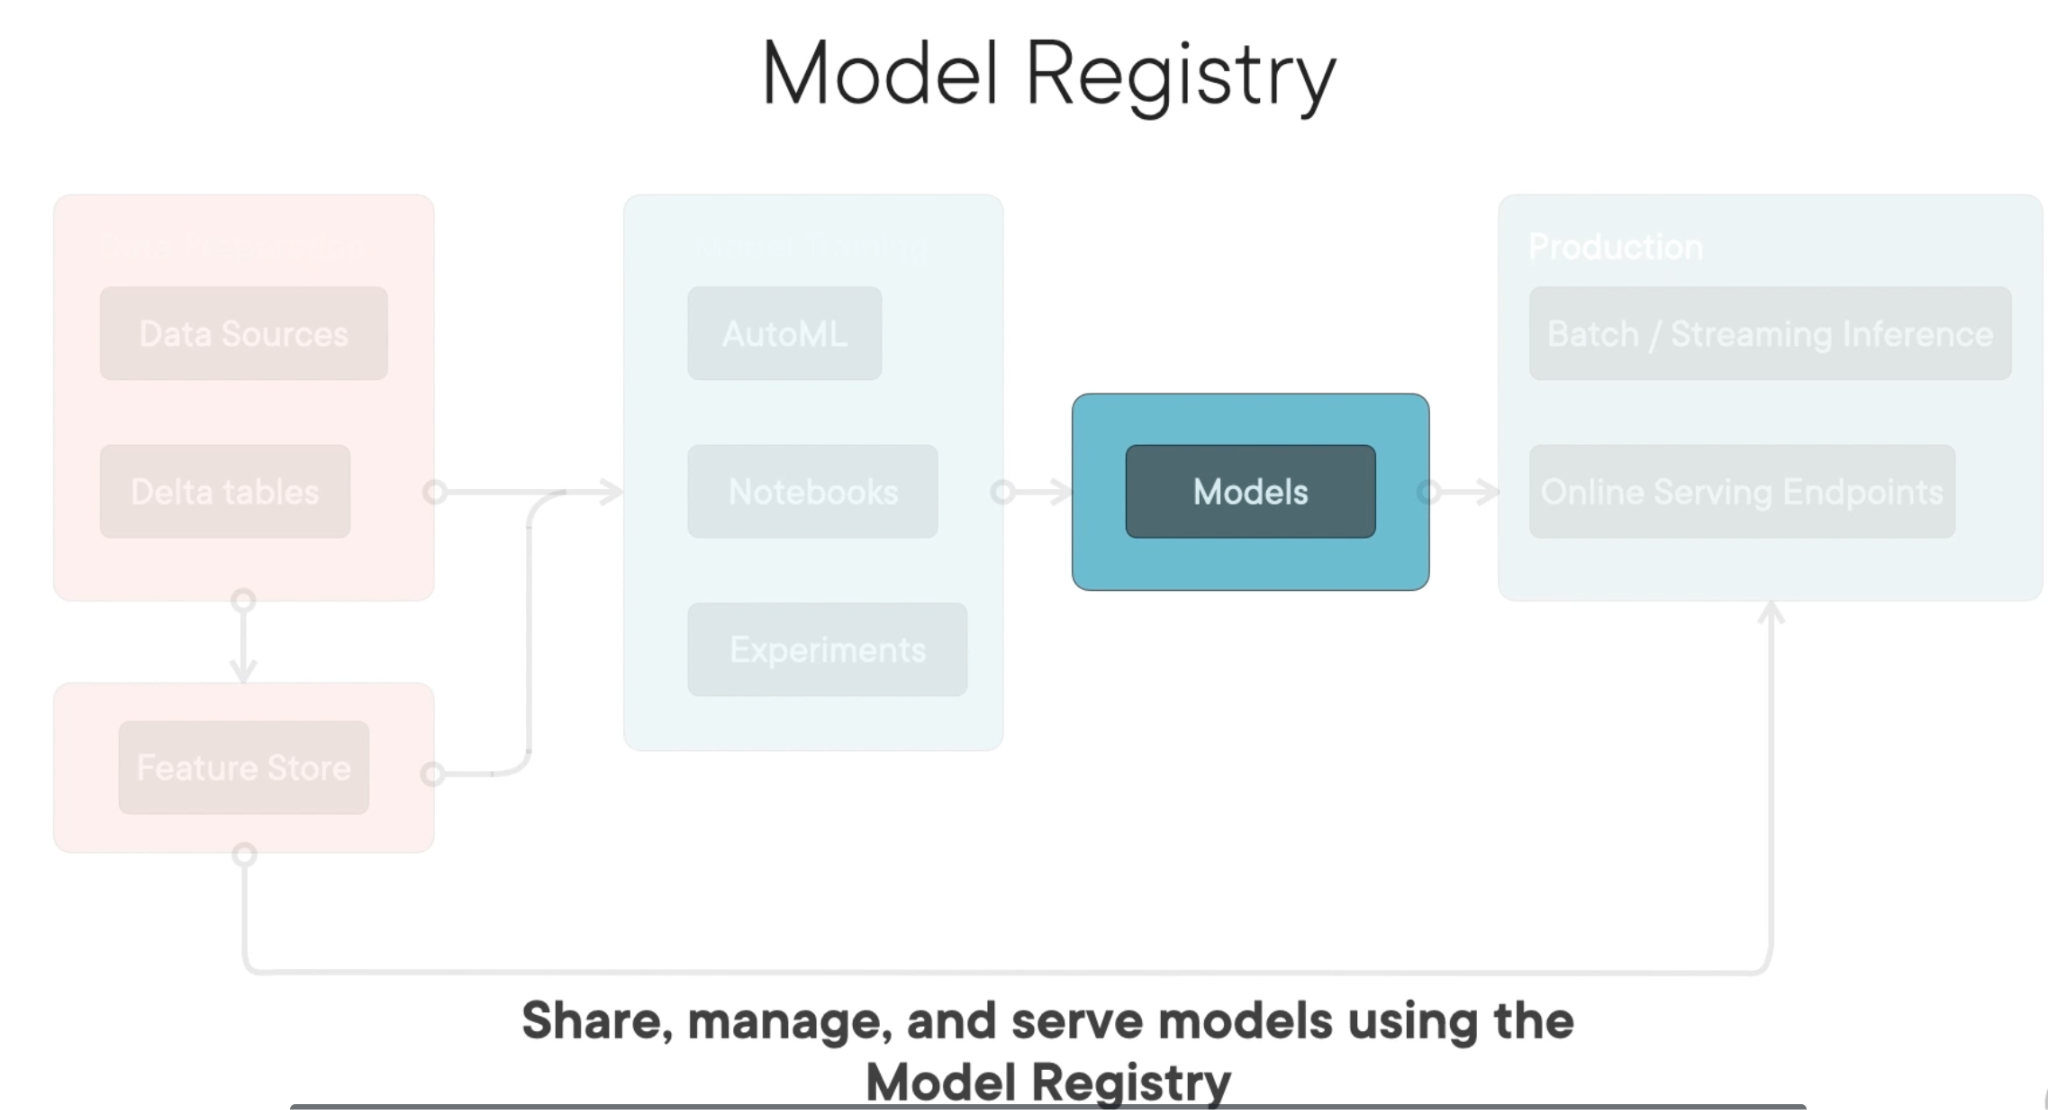 Model Registry
Production
Data Sources
AutoML
Batch / Streaming Inference
Delta tables
Notebooks
Models
Online Serving Endpoints
Experiments
Feature Store
Share, manage, and serve models using the
Model Registry